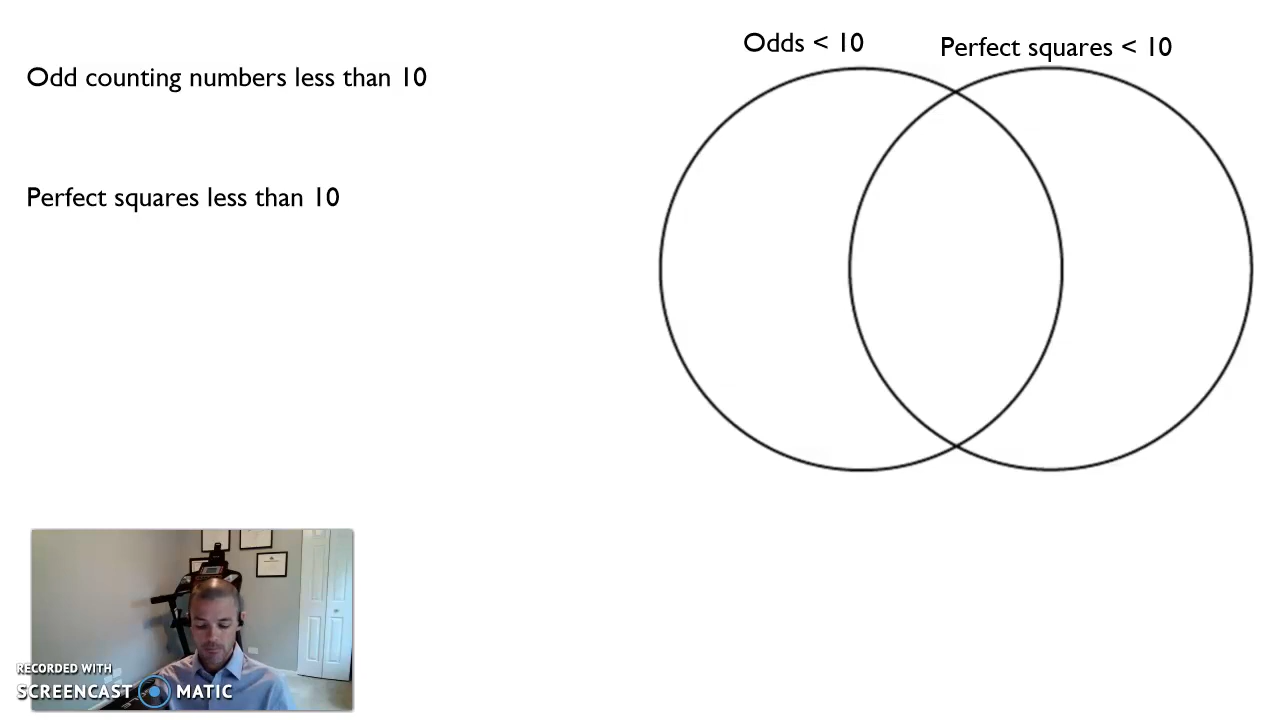 Odds < 10
Perfect squares < 10
Odd counting numbers less than 10
Perfect squares less than 10
RECORDED WITH
SCREENCAST MATIC